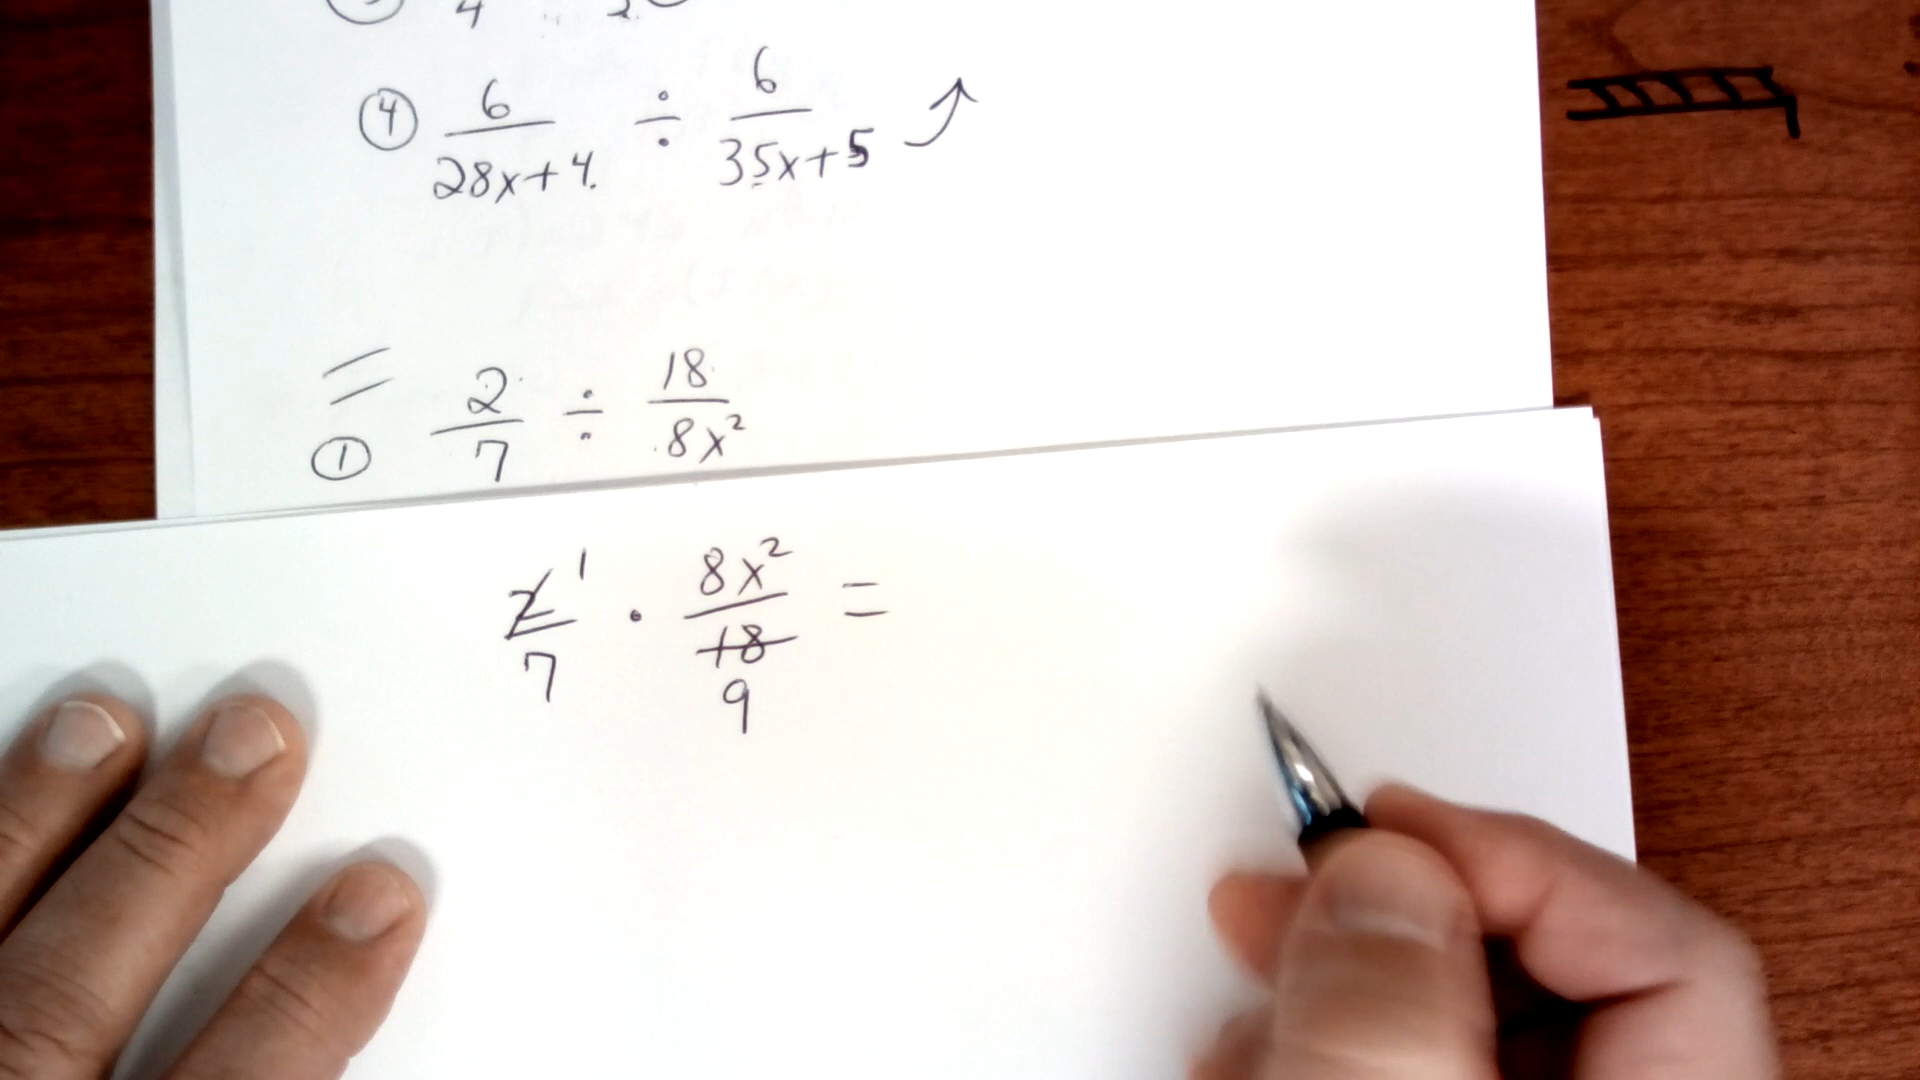 ④ 6/(28x+4) ÷ 6/(35x+5)
=
① 2/7 ÷ 18/(8x²)
2 1/7 · 8x²/18 =
9